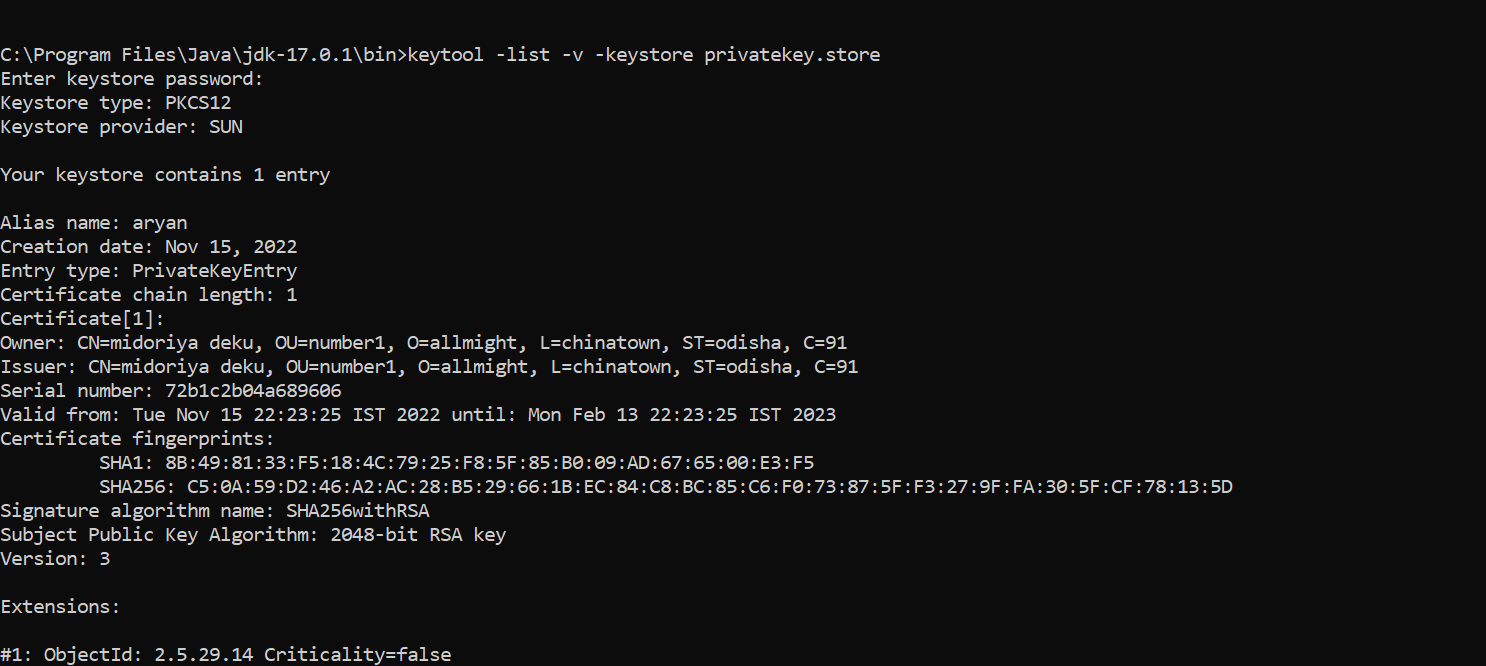 C:\Program Files\Java\jdk-17.0.1\bin>keytool -list -v -keystore privatekey.store
Enter keystore password:
Keystore type: PKCS12
Keystore provider: SUN
Your keystore contains 1 entry
Alias name: aryan
Creation date: Nov 15, 2022
Entry type: PrivateKeyEntry
Certificate chain length: 1
Certificate[1]:
Owner: CN=midoriya deku, OU=number1, O=allmight, L=chinatown, ST=odisha, C=91
Issuer: CN=midoriya deku, OU=number1, O=allmight, L=chinatown, ST=odisha, C=91
Serial number: 72b1c2b04a689606
Valid from: Tue Nov 15 22:23:25 IST 2022 until: Mon Feb 13 22:23:25 IST 2023
Certificate fingerprints:
SHA1: 8B:49:81:33:F5:18:4C:79:25:F8:5F:85:B0:09:AD:67:65:00:E3:F5
SHA256: C5:0A:59:D2:46:A2:AC:28:B5:29:66:1B:EC:84:C8:BC:85:C6:F0:73:87:5F:F3:27:9F:FA:30:5F:CF:78:13:5D
Signature algorithm name: SHA256withRSA
Subject Public Key Algorithm: 2048-bit RSA key
Version: 3
Extensions:
#1: ObjectId: 2.5.29.14 Criticality=false